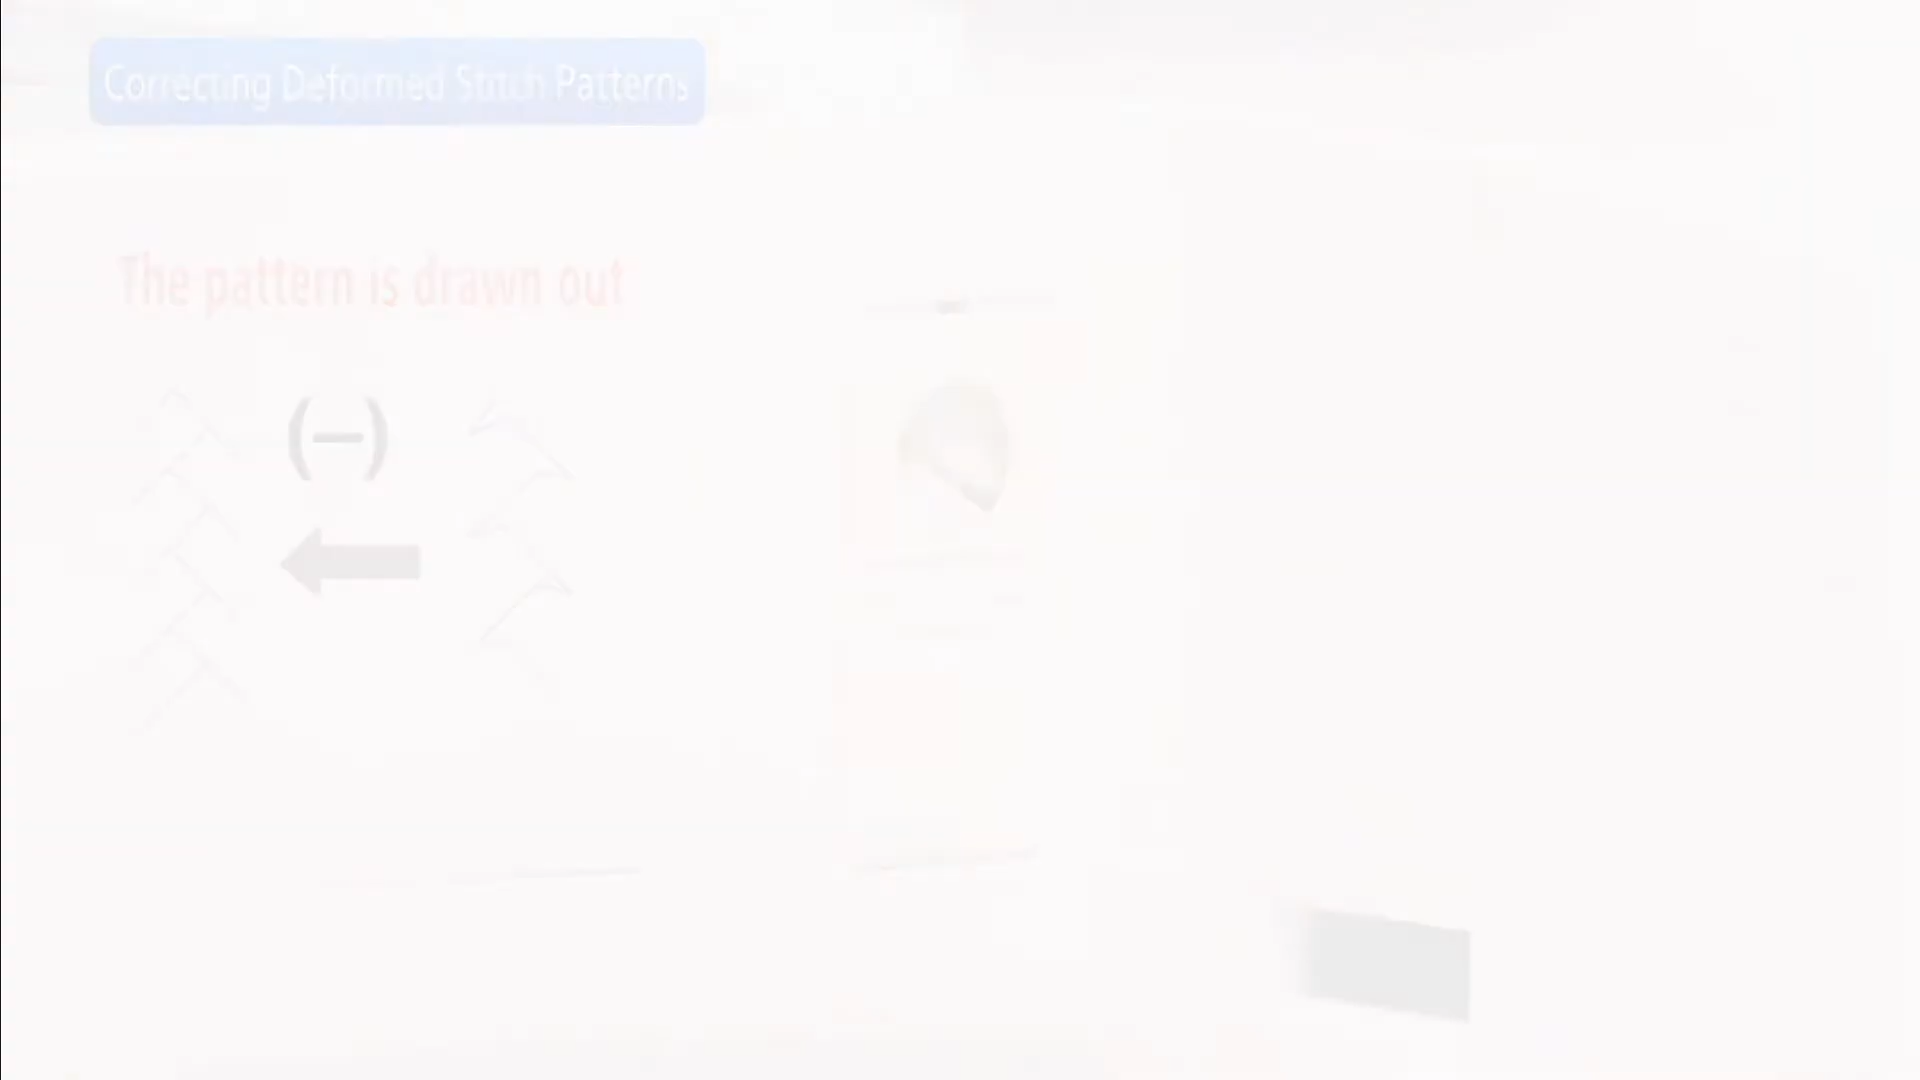 Correcting Deformed Stitch Patterns
The pattern is drawn out
(–)